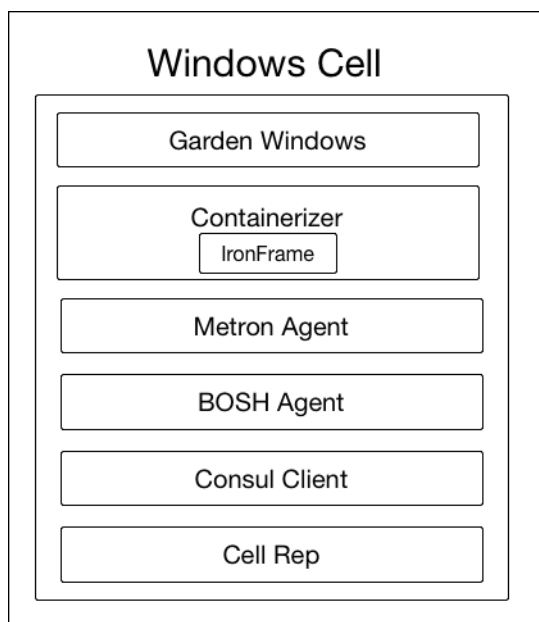 Windows Cell
Garden Windows
Containerizer
IronFrame
Metron Agent
BOSH Agent
Consul Client
Cell Rep